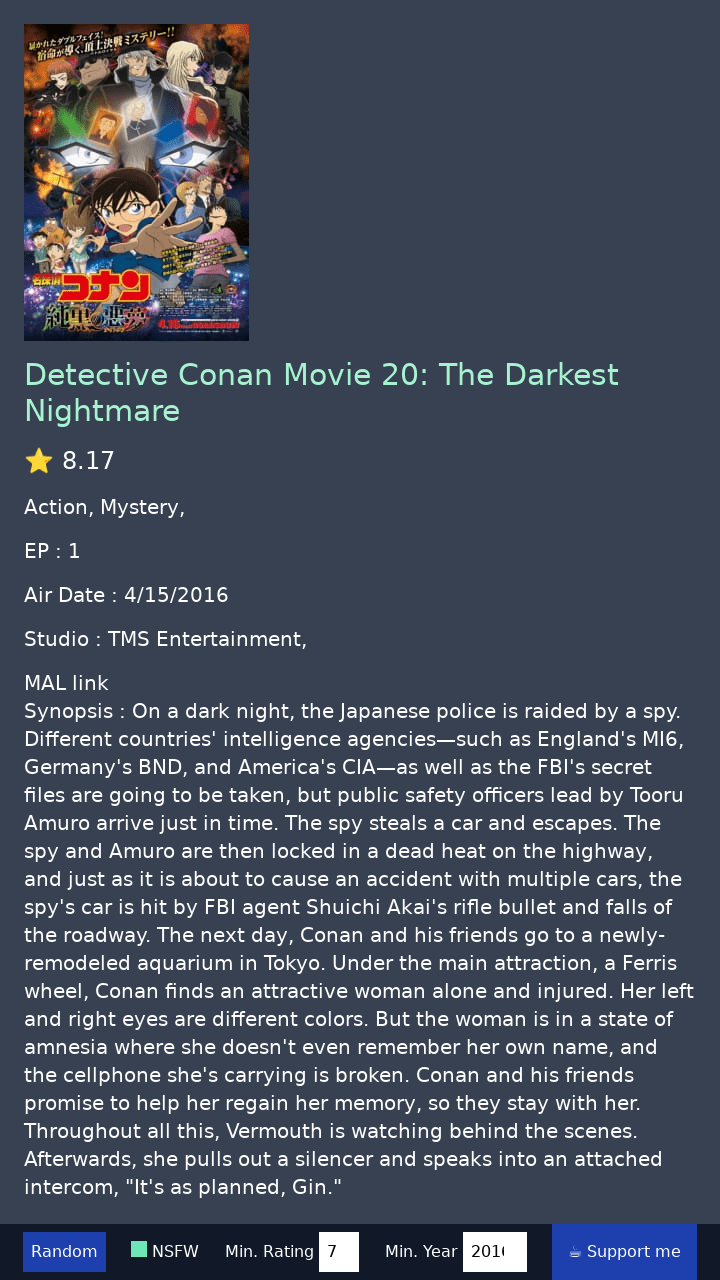 暴かれたダブルフェイス!
宿命が導く、頂上決戦ミステリー!!
名探偵
コナン
純黒の悪夢
4.16
Detective Conan Movie 20: The Darkest
Nightmare
⭐ 8.17
Action, Mystery,
EP : 1
Air Date : 4/15/2016
Studio : TMS Entertainment,
MAL link
Synopsis : On a dark night, the Japanese police is raided by a spy.
Different countries' intelligence agencies—such as England's MI6,
Germany's BND, and America's CIA—as well as the FBI's secret
files are going to be taken, but public safety officers lead by Tooru
Amuro arrive just in time. The spy steals a car and escapes. The
spy and Amuro are then locked in a dead heat on the highway,
and just as it is about to cause an accident with multiple cars, the
spy's car is hit by FBI agent Shuichi Akai's rifle bullet and falls of
the roadway. The next day, Conan and his friends go to a newly-
remodeled aquarium in Tokyo. Under the main attraction, a Ferris
wheel, Conan finds an attractive woman alone and injured. Her left
and right eyes are different colors. But the woman is in a state of
amnesia where she doesn't even remember her own name, and
the cellphone she's carrying is broken. Conan and his friends
promise to help her regain her memory, so they stay with her.
Throughout all this, Vermouth is watching behind the scenes.
Afterwards, she pulls out a silencer and speaks into an attached
intercom, "It's as planned, Gin."
Random NSFW Min. Rating 7 Min. Year 2016 ☕ Support me